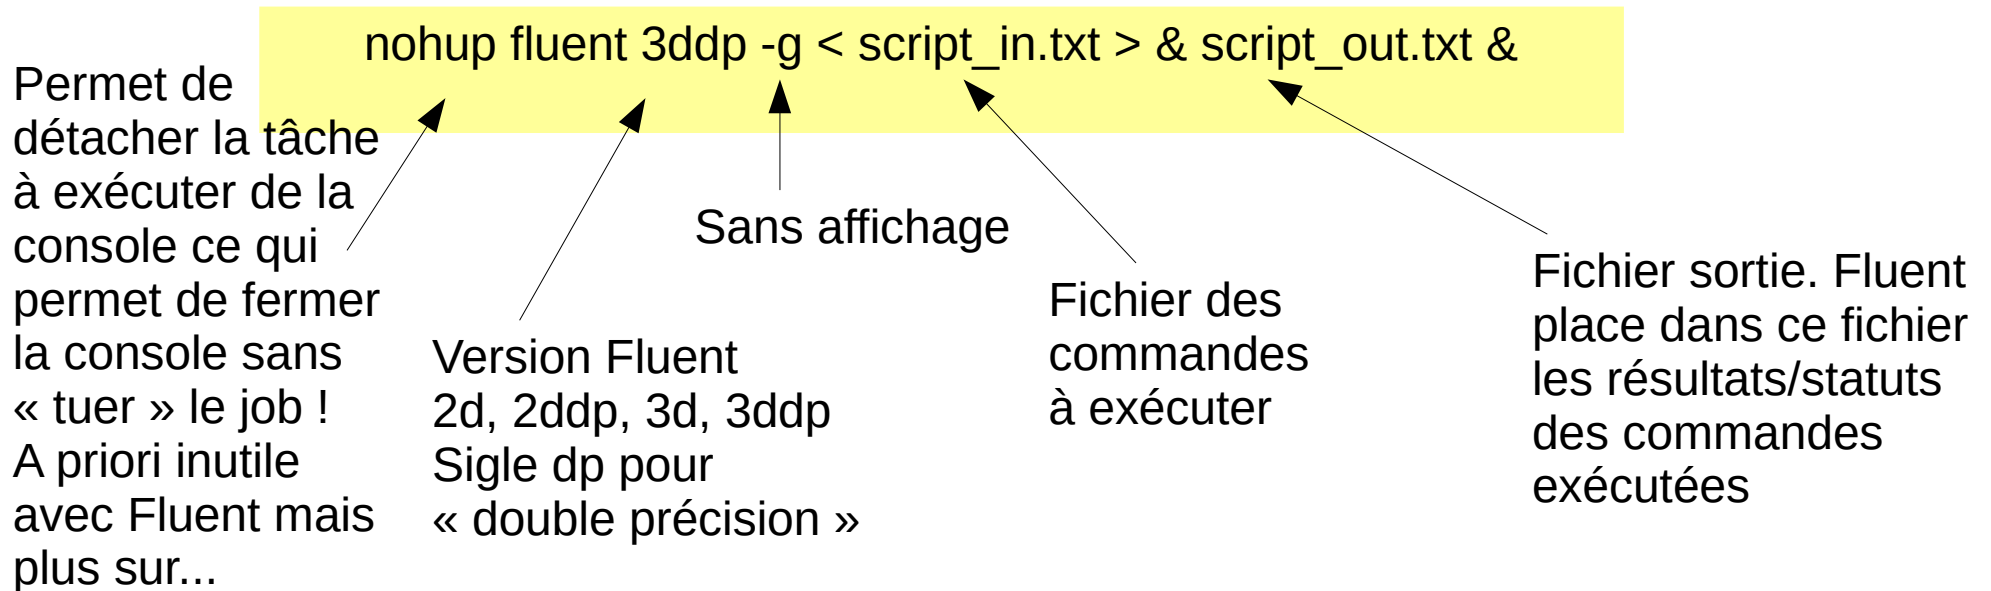 nohup fluent 3ddp -g < script_in.txt > & script_out.txt &
Permet de
détacher la tâche
à exécuter de la
console ce qui
permet de fermer
la console sans
« tuer » le job !
A priori inutile
avec Fluent mais
plus sur...
Version Fluent
2d, 2ddp, 3d, 3ddp
Sigle dp pour
« double précision »
Sans affichage
Fichier des
commandes
à exécuter
Fichier sortie. Fluent
place dans ce fichier
les résultats/statuts
des commandes
exécutées